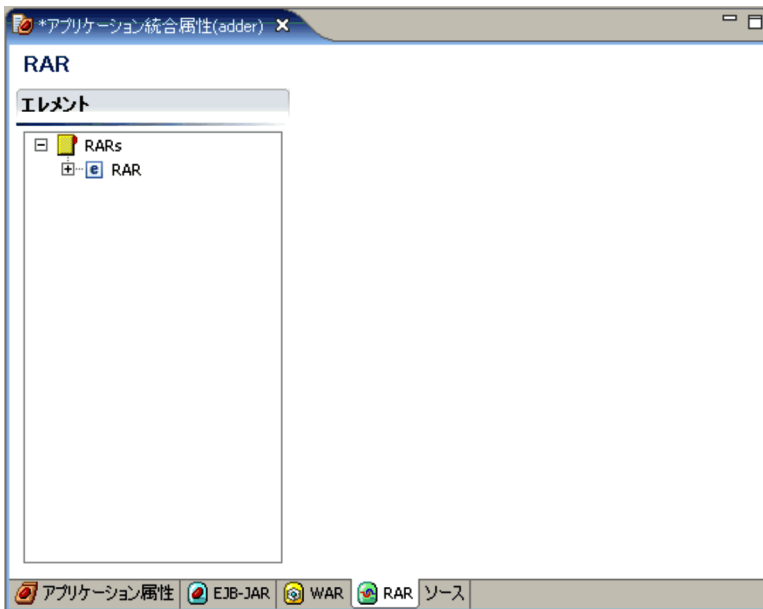 *アプリケーション統合属性(adder)
RAR
エレメント
RARs
RAR
アプリケーション属性 EJB-JAR WAR RAR ソース